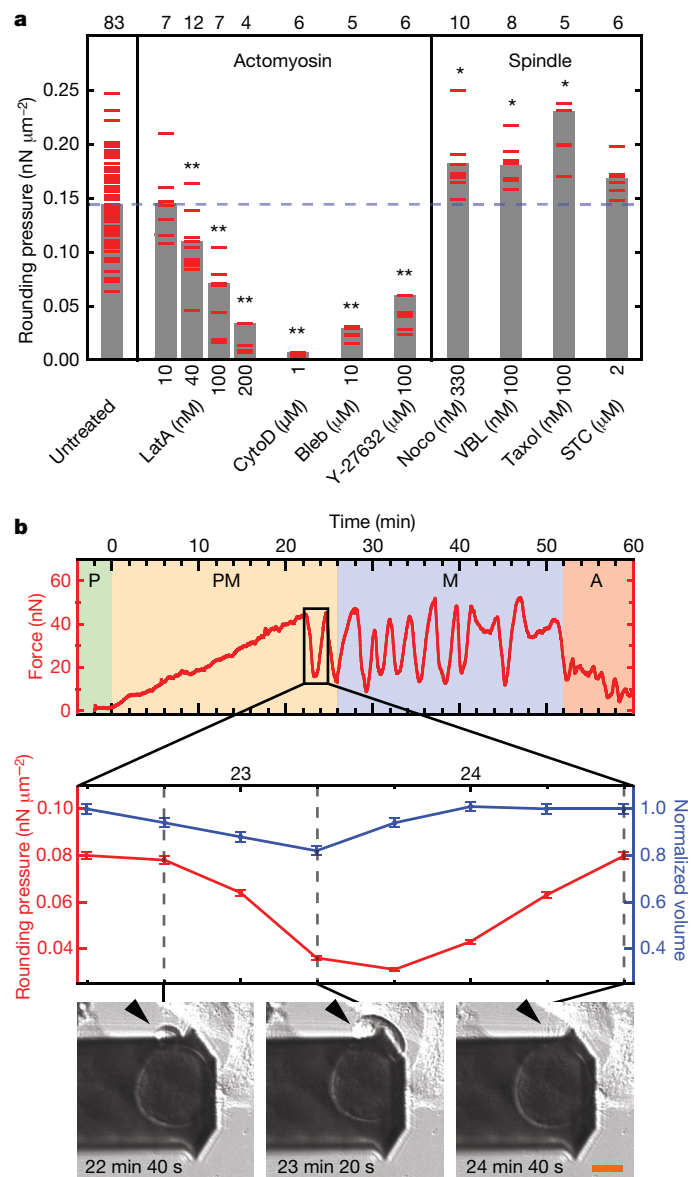 a
83 7 12 7 4 6 5 6 10 8 5 6
Actomyosin Spindle
Rounding pressure (nN μm−2)
0.25
0.20
0.15
0.10
0.05
0.00
* * * ** ** ** ** ** **
10 40 100 200 1 10 100 330 100 100 2
Untreated
LatA (nM)
CytoD (μM)
Bleb (μM)
Y-27632 (μM)
Noco (nM)
VBL (nM)
Taxol (nM)
STC (μM)
b
Time (min)
0 10 20 30 40 50 60
P PM M A
Force (nN)
60
40
20
0
23 24
Rounding pressure (nN μm−2)
0.10
0.08
0.06
0.04
Normalized volume
1.0
0.8
0.6
0.4
22 min 40 s
23 min 20 s
24 min 40 s